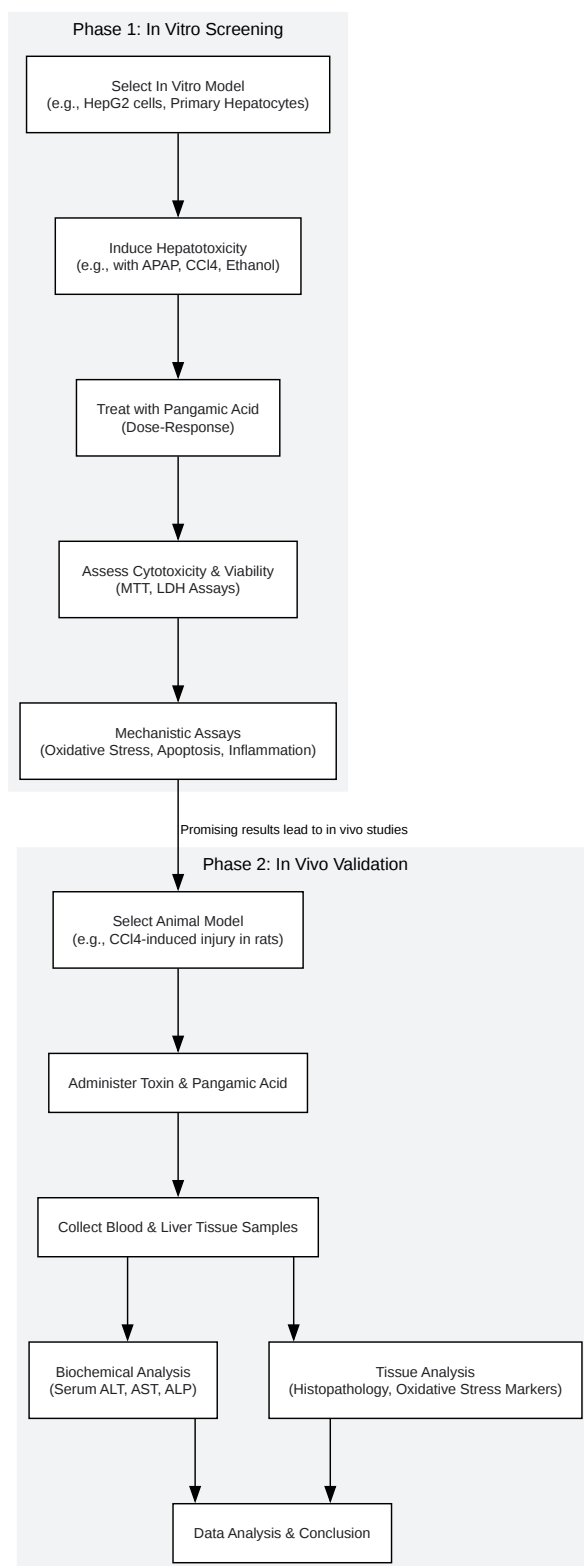 Phase 1: In Vitro Screening
Select In Vitro Model
(e.g., HepG2 cells, Primary Hepatocytes)
Induce Hepatotoxicity
(e.g., with APAP, CCl4, Ethanol)
Treat with Pangamic Acid
(Dose-Response)
Assess Cytotoxicity & Viability
(MTT, LDH Assays)
Mechanistic Assays
(Oxidative Stress, Apoptosis, Inflammation)
Promising results lead to in vivo studies
Phase 2: In Vivo Validation
Select Animal Model
(e.g., CCl4-induced injury in rats)
Administer Toxin & Pangamic Acid
Collect Blood & Liver Tissue Samples
Biochemical Analysis
(Serum ALT, AST, ALP)
Tissue Analysis
(Histopathology, Oxidative Stress Markers)
Data Analysis & Conclusion